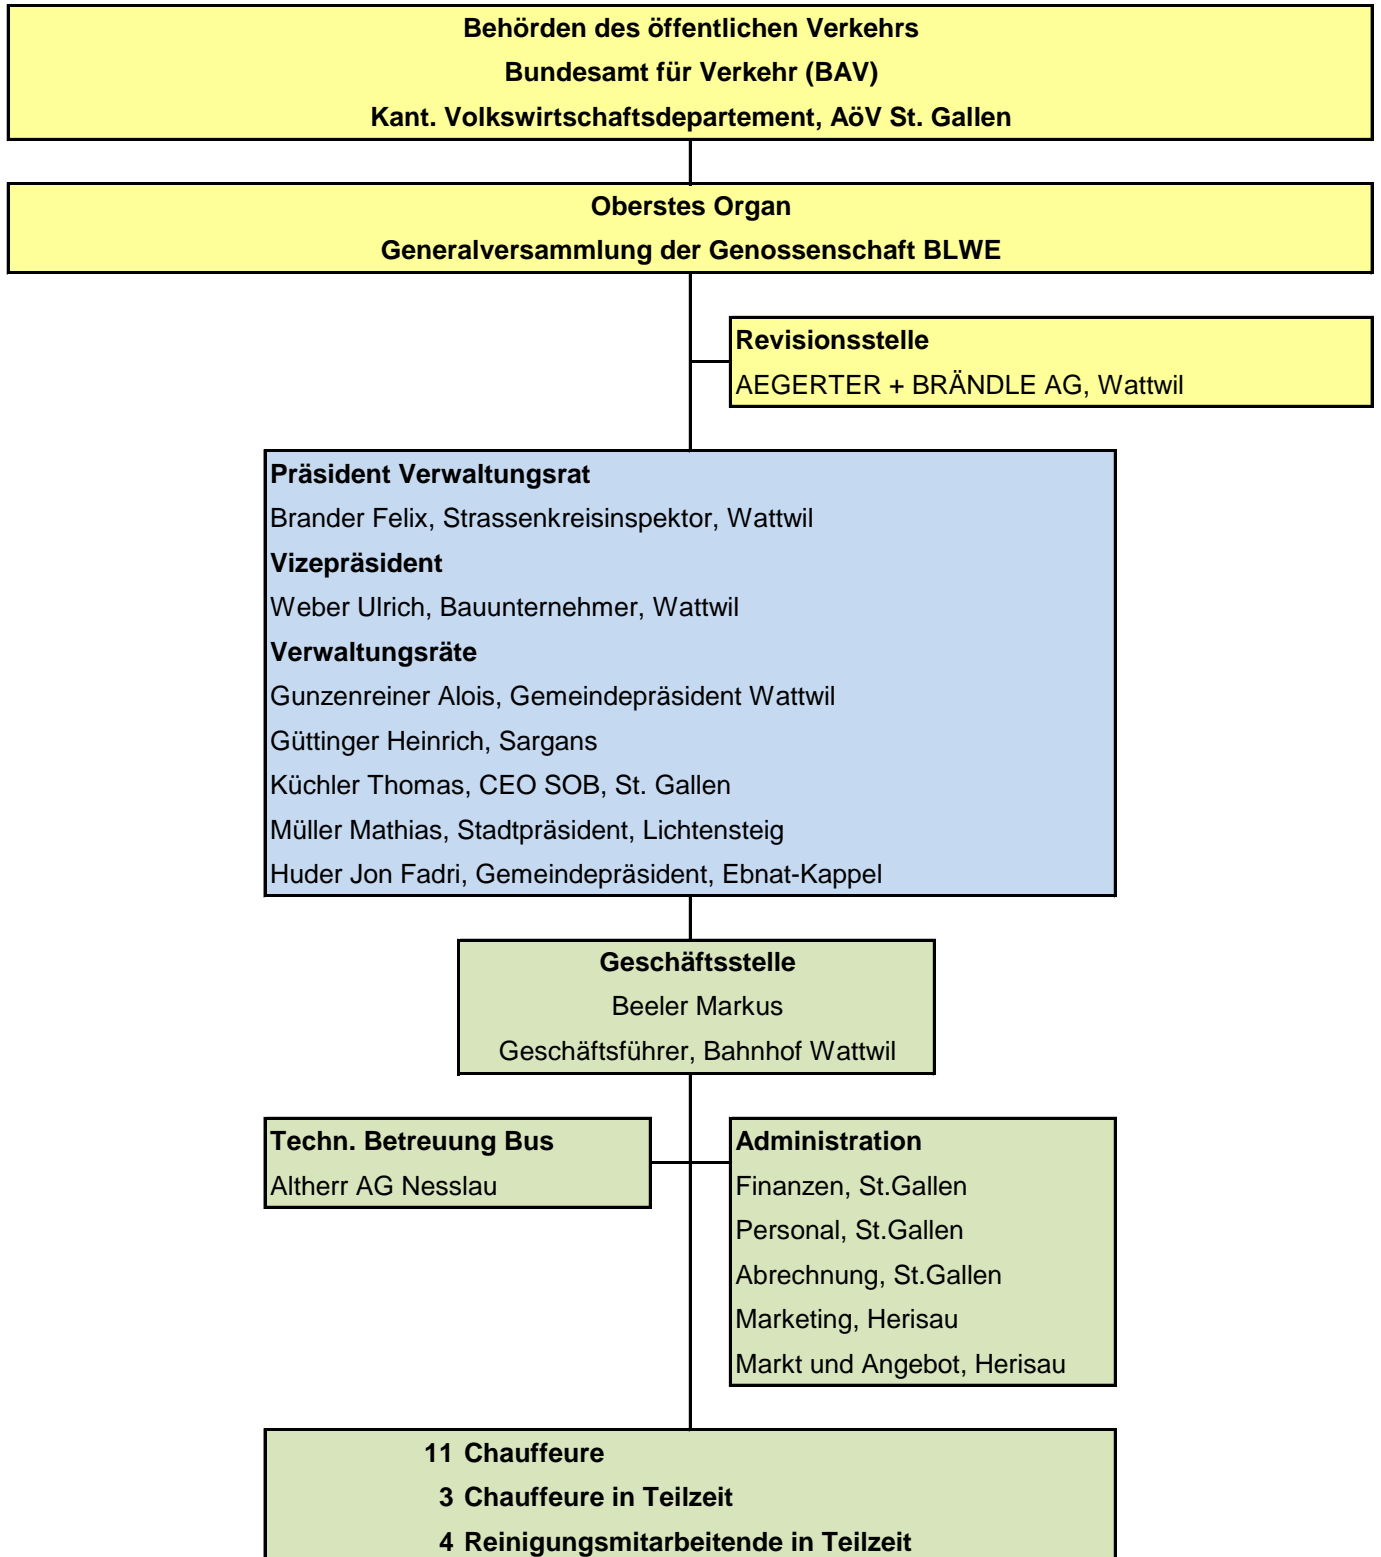 Behörden des öffentlichen Verkehrs
Bundesamt für Verkehr (BAV)
Kant. Volkswirtschaftsdepartement, AöV St. Gallen
Oberstes Organ
Generalversammlung der Genossenschaft BLWE
Revisionsstelle
AEGERTER + BRÄNDLE AG, Wattwil
Präsident Verwaltungsrat
Brander Felix, Strassenkreisinspektor, Wattwil
Vizepräsident
Weber Ulrich, Bauunternehmer, Wattwil
Verwaltungsräte
Gunzenreiner Alois, Gemeindepräsident Wattwil
Güttinger Heinrich, Sargans
Küchler Thomas, CEO SOB, St. Gallen
Müller Mathias, Stadtpräsident, Lichtensteig
Huder Jon Fadri, Gemeindepräsident, Ebnat-Kappel
Geschäftsstelle
Beeler Markus
Geschäftsführer, Bahnhof Wattwil
Techn. Betreuung Bus
Altherr AG Nesslau
Administration
Finanzen, St.Gallen
Personal, St.Gallen
Abrechnung, St.Gallen
Marketing, Herisau
Markt und Angebot, Herisau
11 Chauffeure
3 Chauffeure in Teilzeit
4 Reinigungsmitarbeitende in Teilzeit